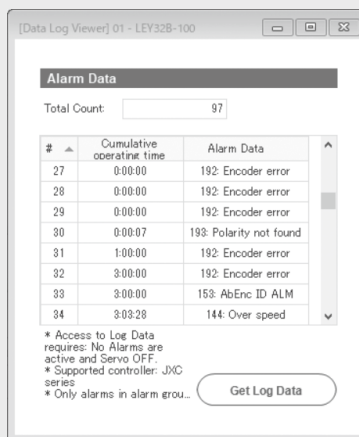 [Data Log Viewer] 01 - LEY32B-100
Alarm Data
Total Count: 97
# Cumulative operating time Alarm Data
27 0:00:00 192: Encoder error
28 0:00:00 192: Encoder error
29 0:00:00 192: Encoder error
30 0:00:07 193: Polarity not found
31 1:00:00 192: Encoder error
32 3:00:00 192: Encoder error
33 3:00:00 153: AbEnc ID ALM
34 3:03:28 144: Over speed
* Access to Log Data
requires: No Alarms are
active and Servo OFF.
* Supported controller: JXC
series
* Only alarms in alarm grou...
Get Log Data